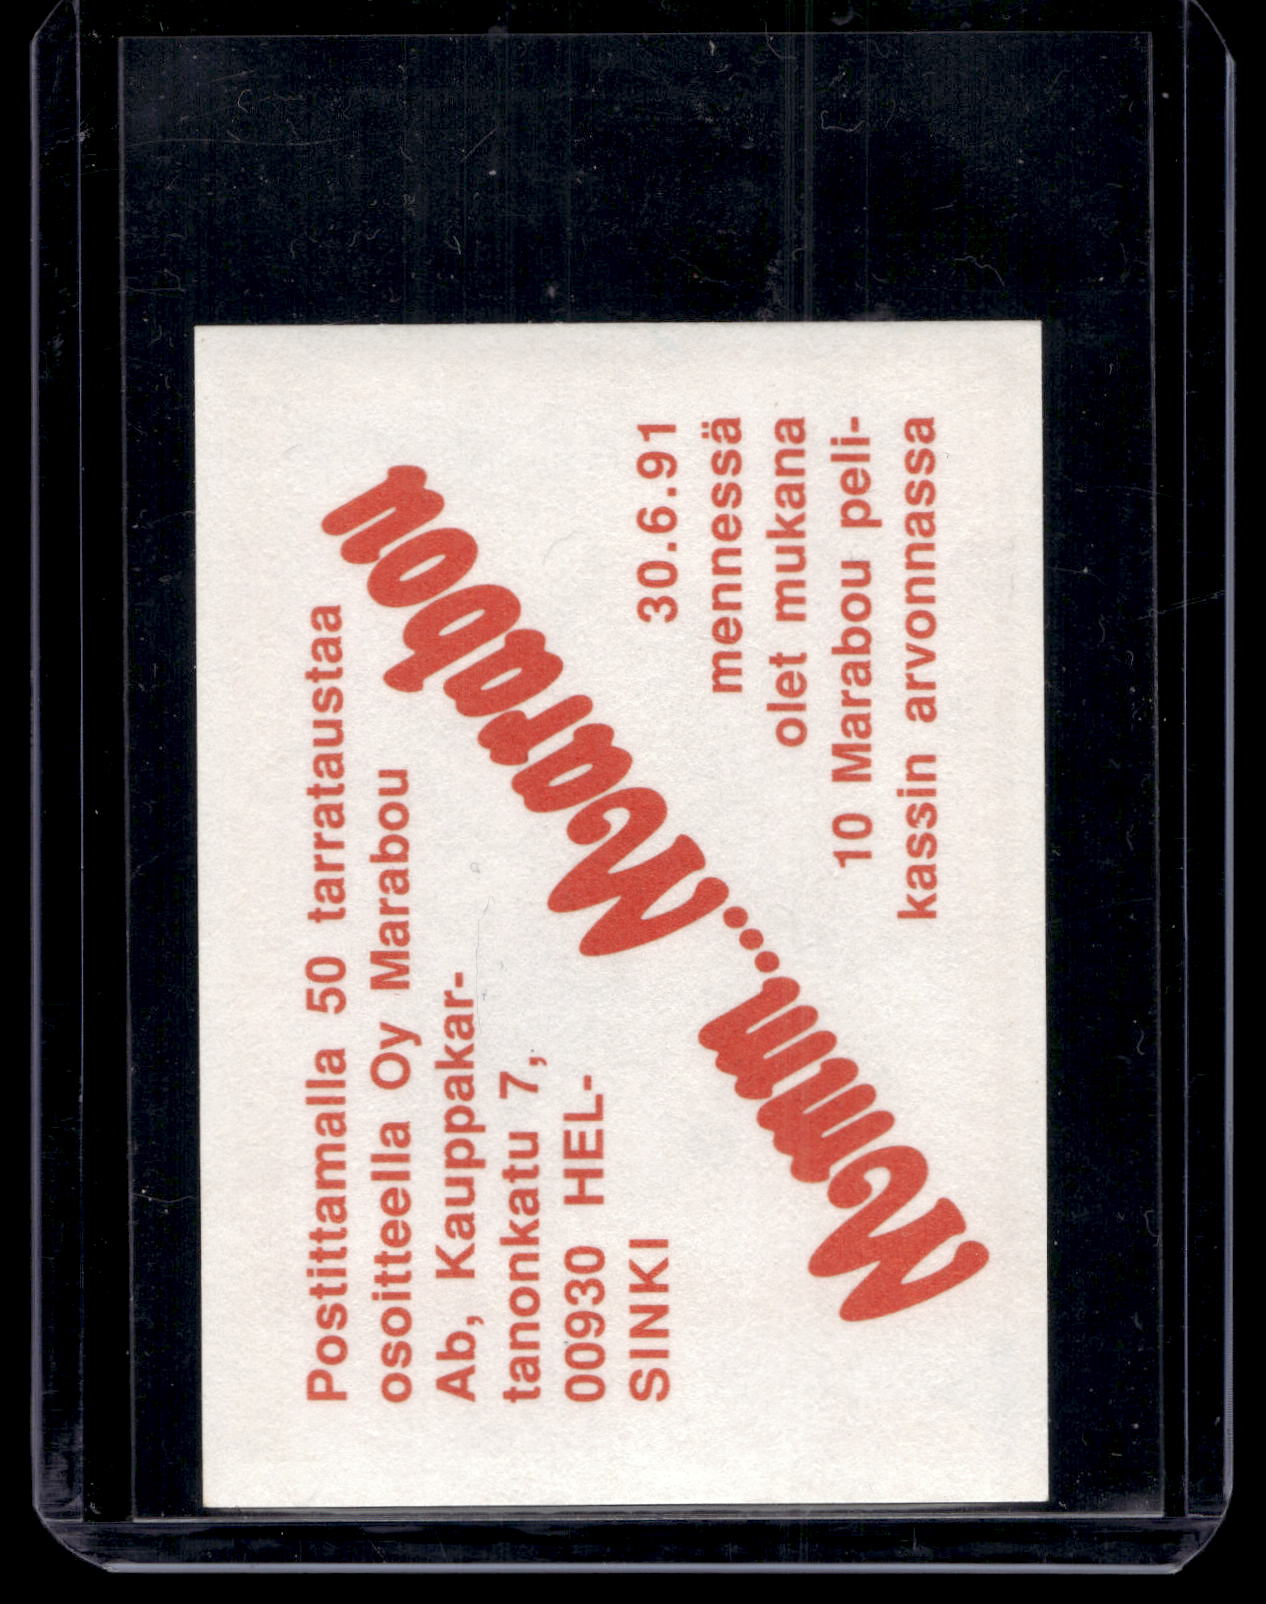 Postittamalla 50 tarrataustaa
osoitteella Oy Marabou
Ab, Kauppakar-
tanonkatu 7,
00930 HEL-
SINKI
Mmmm...Marabou
30.6.91
mennessä
olet mukana
10 Marabou peli-
kassin arvonnassa